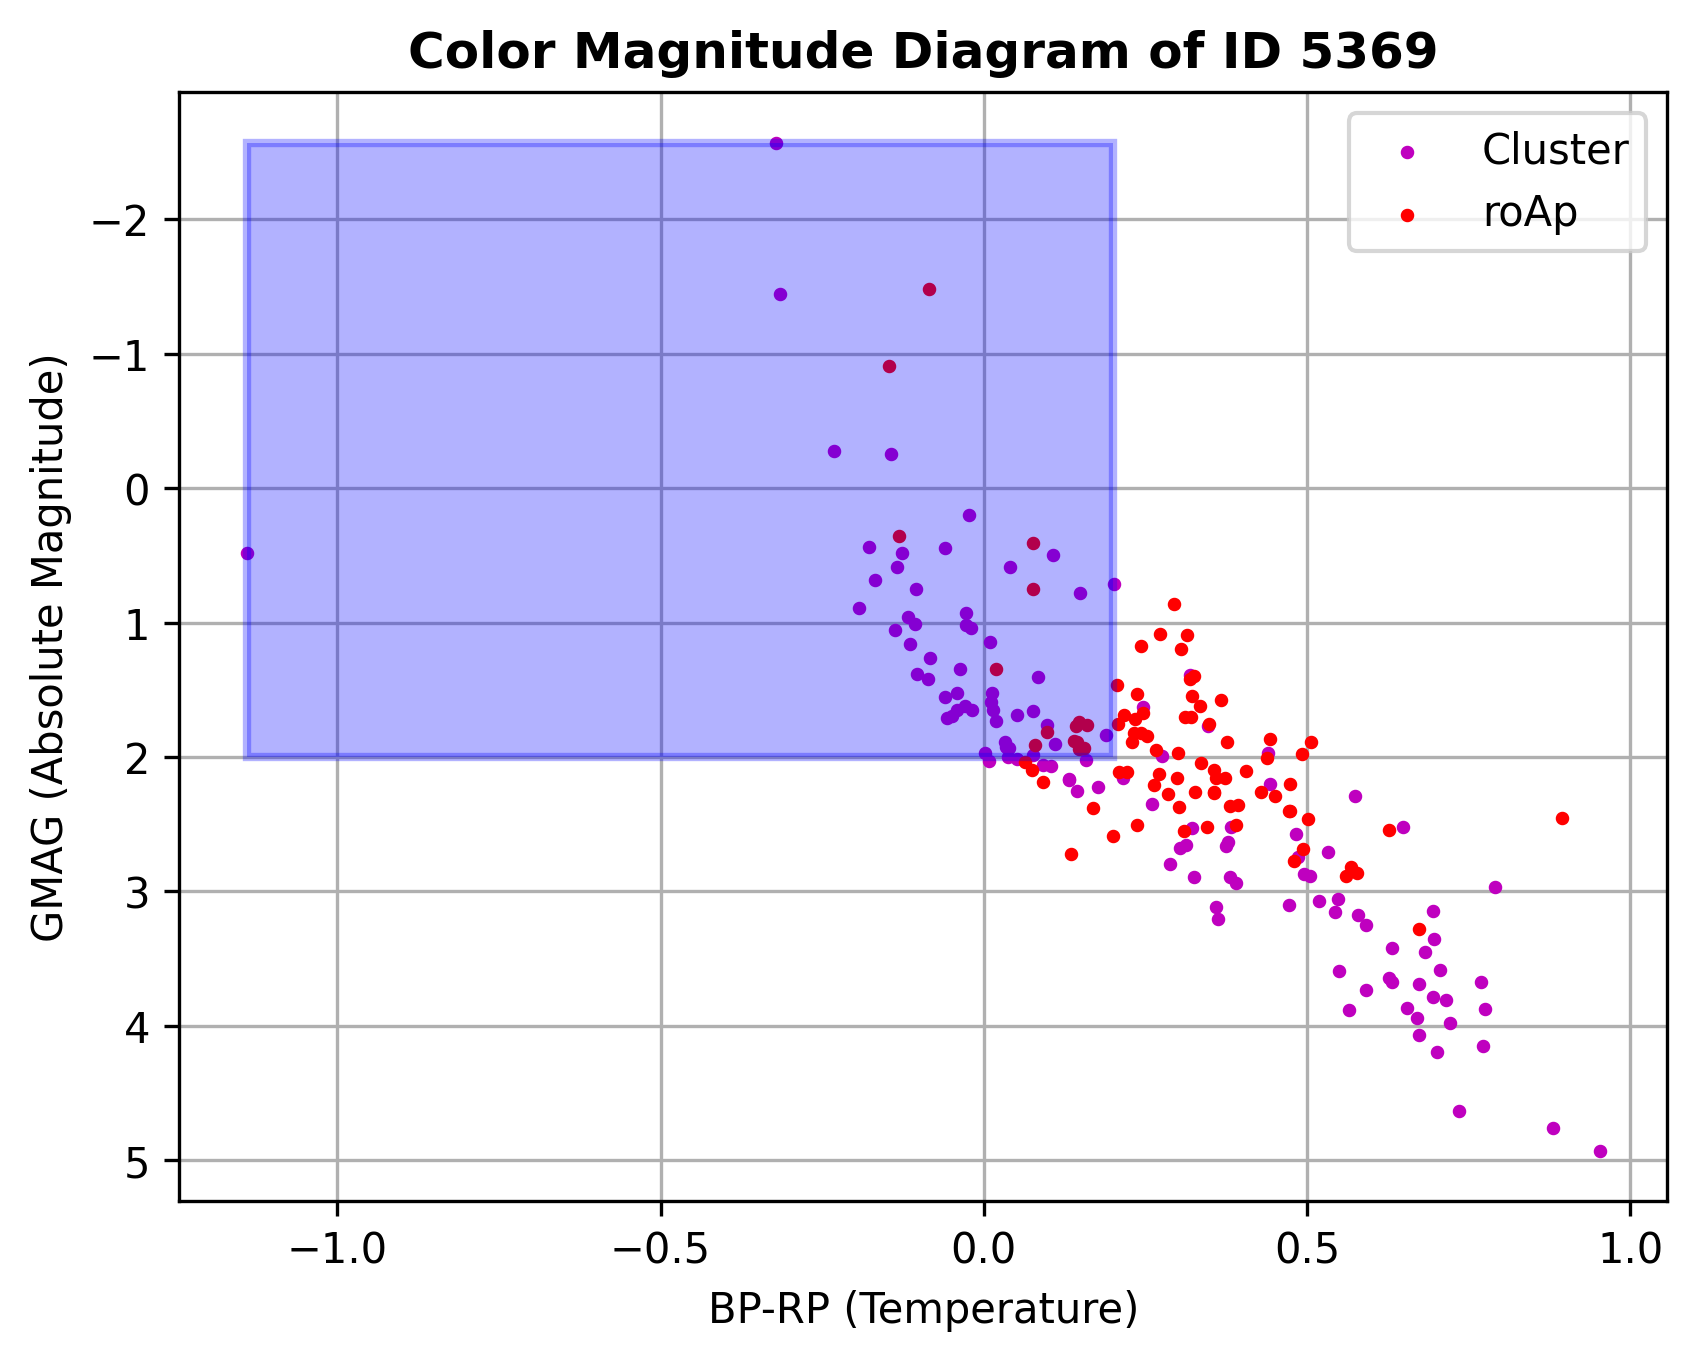 Color Magnitude Diagram of ID 5369
Cluster
roAp
−2
−1
0
1
2
3
4
5
GMAG (Absolute Magnitude)
−1.0 −0.5 0.0 0.5 1.0
BP-RP (Temperature)